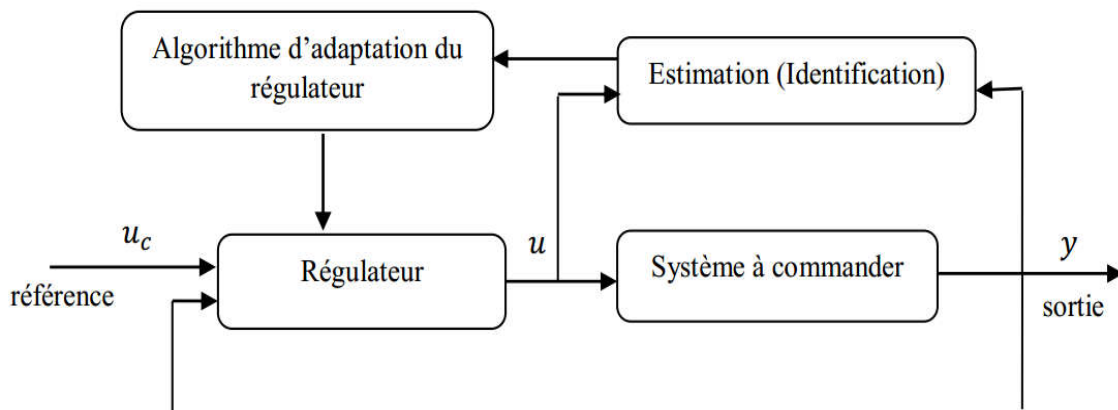 Algorithme d'adaptation du
régulateur
Estimation (Identification)
u_c
référence
Régulateur
u
Système à commander
y
sortie